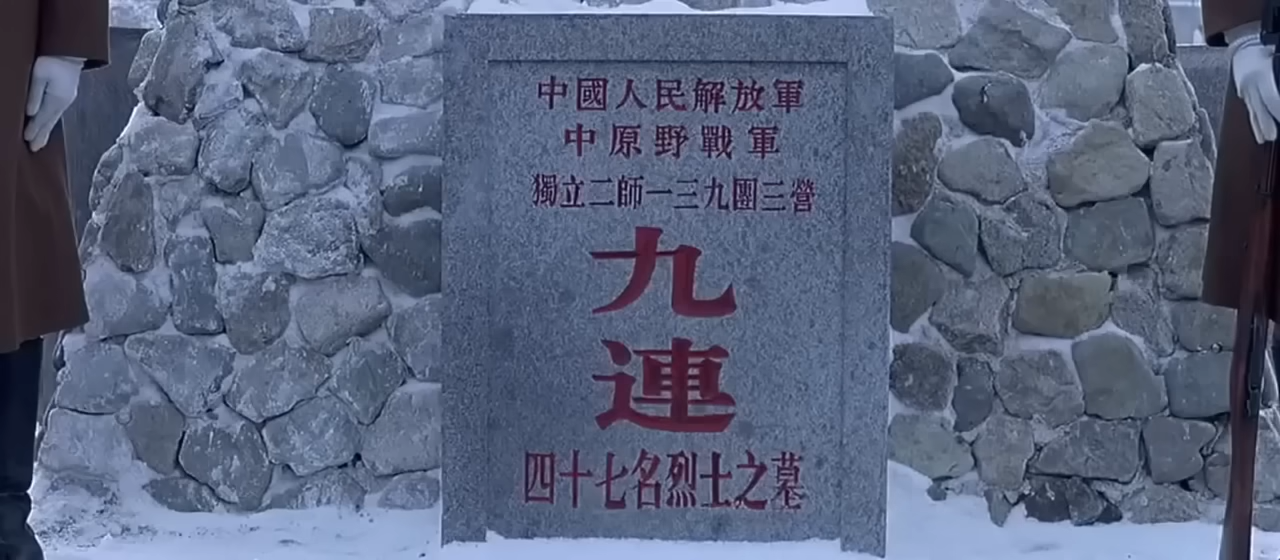 中國人民解放軍
中原野戰軍
獨立二師一三九團三營
九
連
四十七名烈士之墓